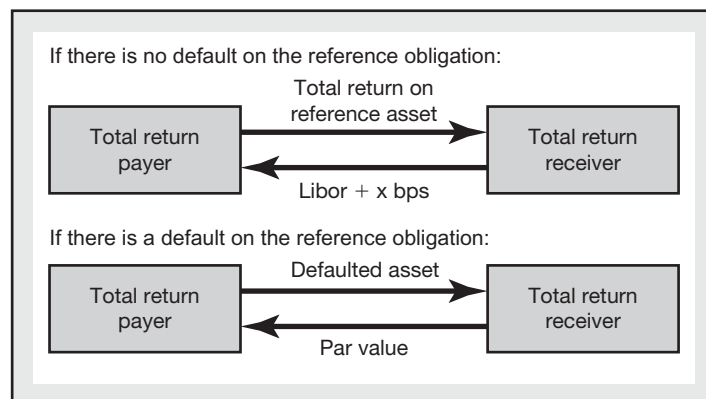 If there is no default on the reference obligation:
Total return on
reference asset
Total return
payer
Total return
receiver
Libor + x bps
If there is a default on the reference obligation:
Defaulted asset
Total return
payer
Total return
receiver
Par value